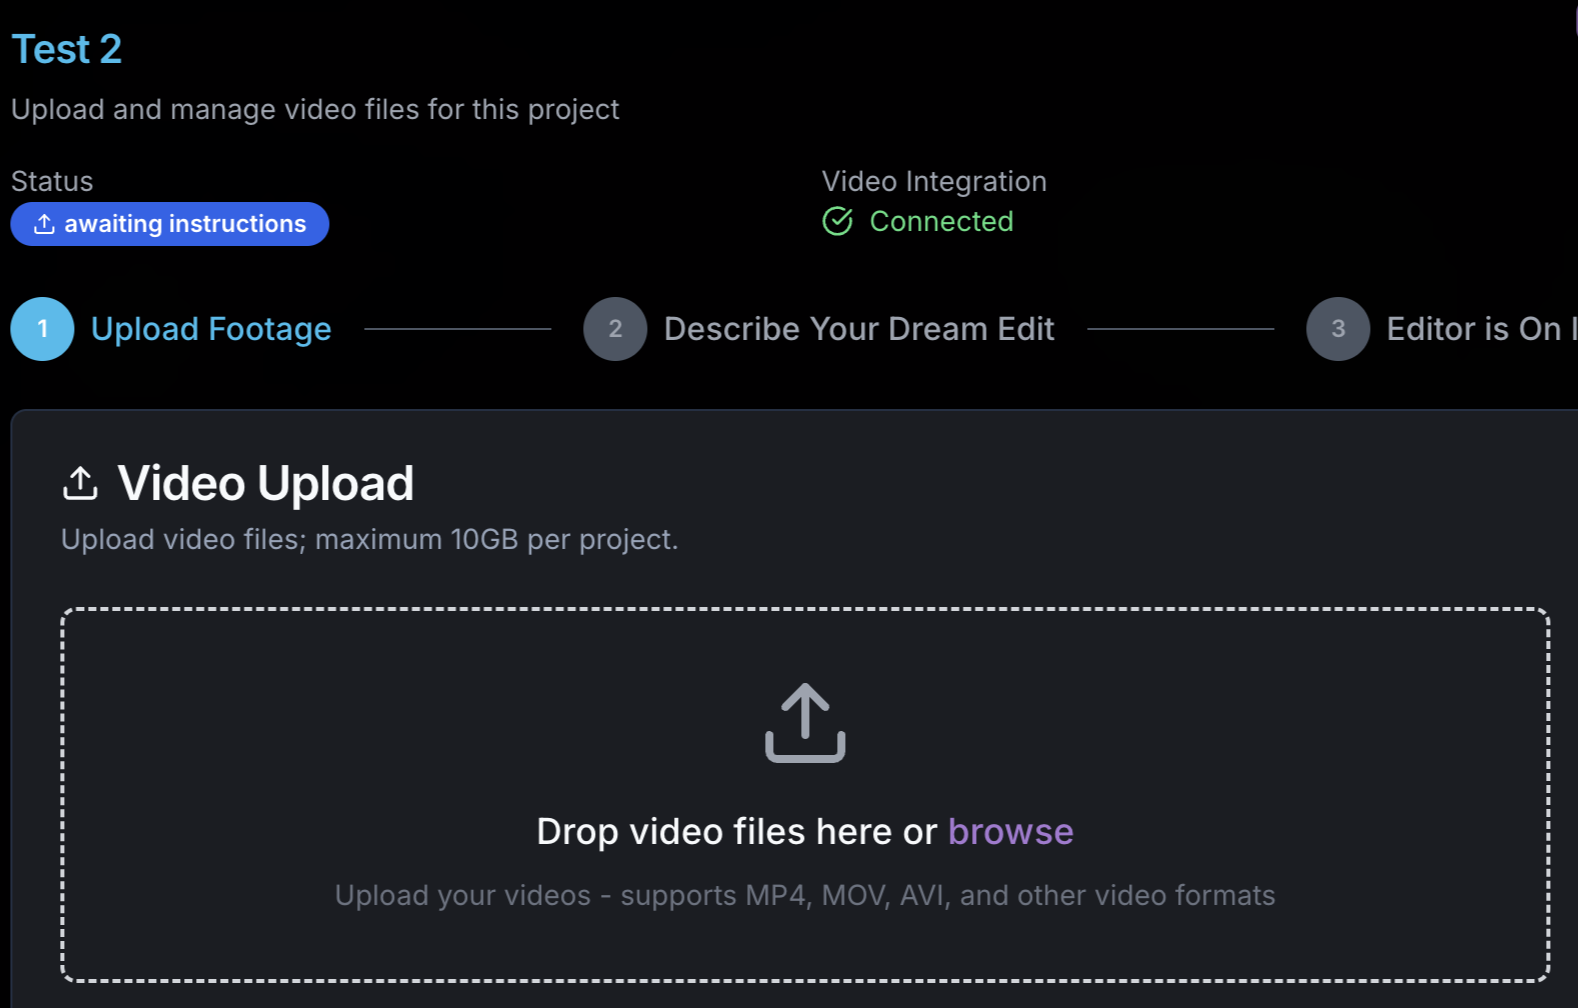 Test 2
Upload and manage video files for this project
Status
awaiting instructions
Video Integration
Connected
1 Upload Footage
2 Describe Your Dream Edit
3 Editor is On
Video Upload
Upload video files; maximum 10GB per project.
Drop video files here or browse
Upload your videos - supports MP4, MOV, AVI, and other video formats